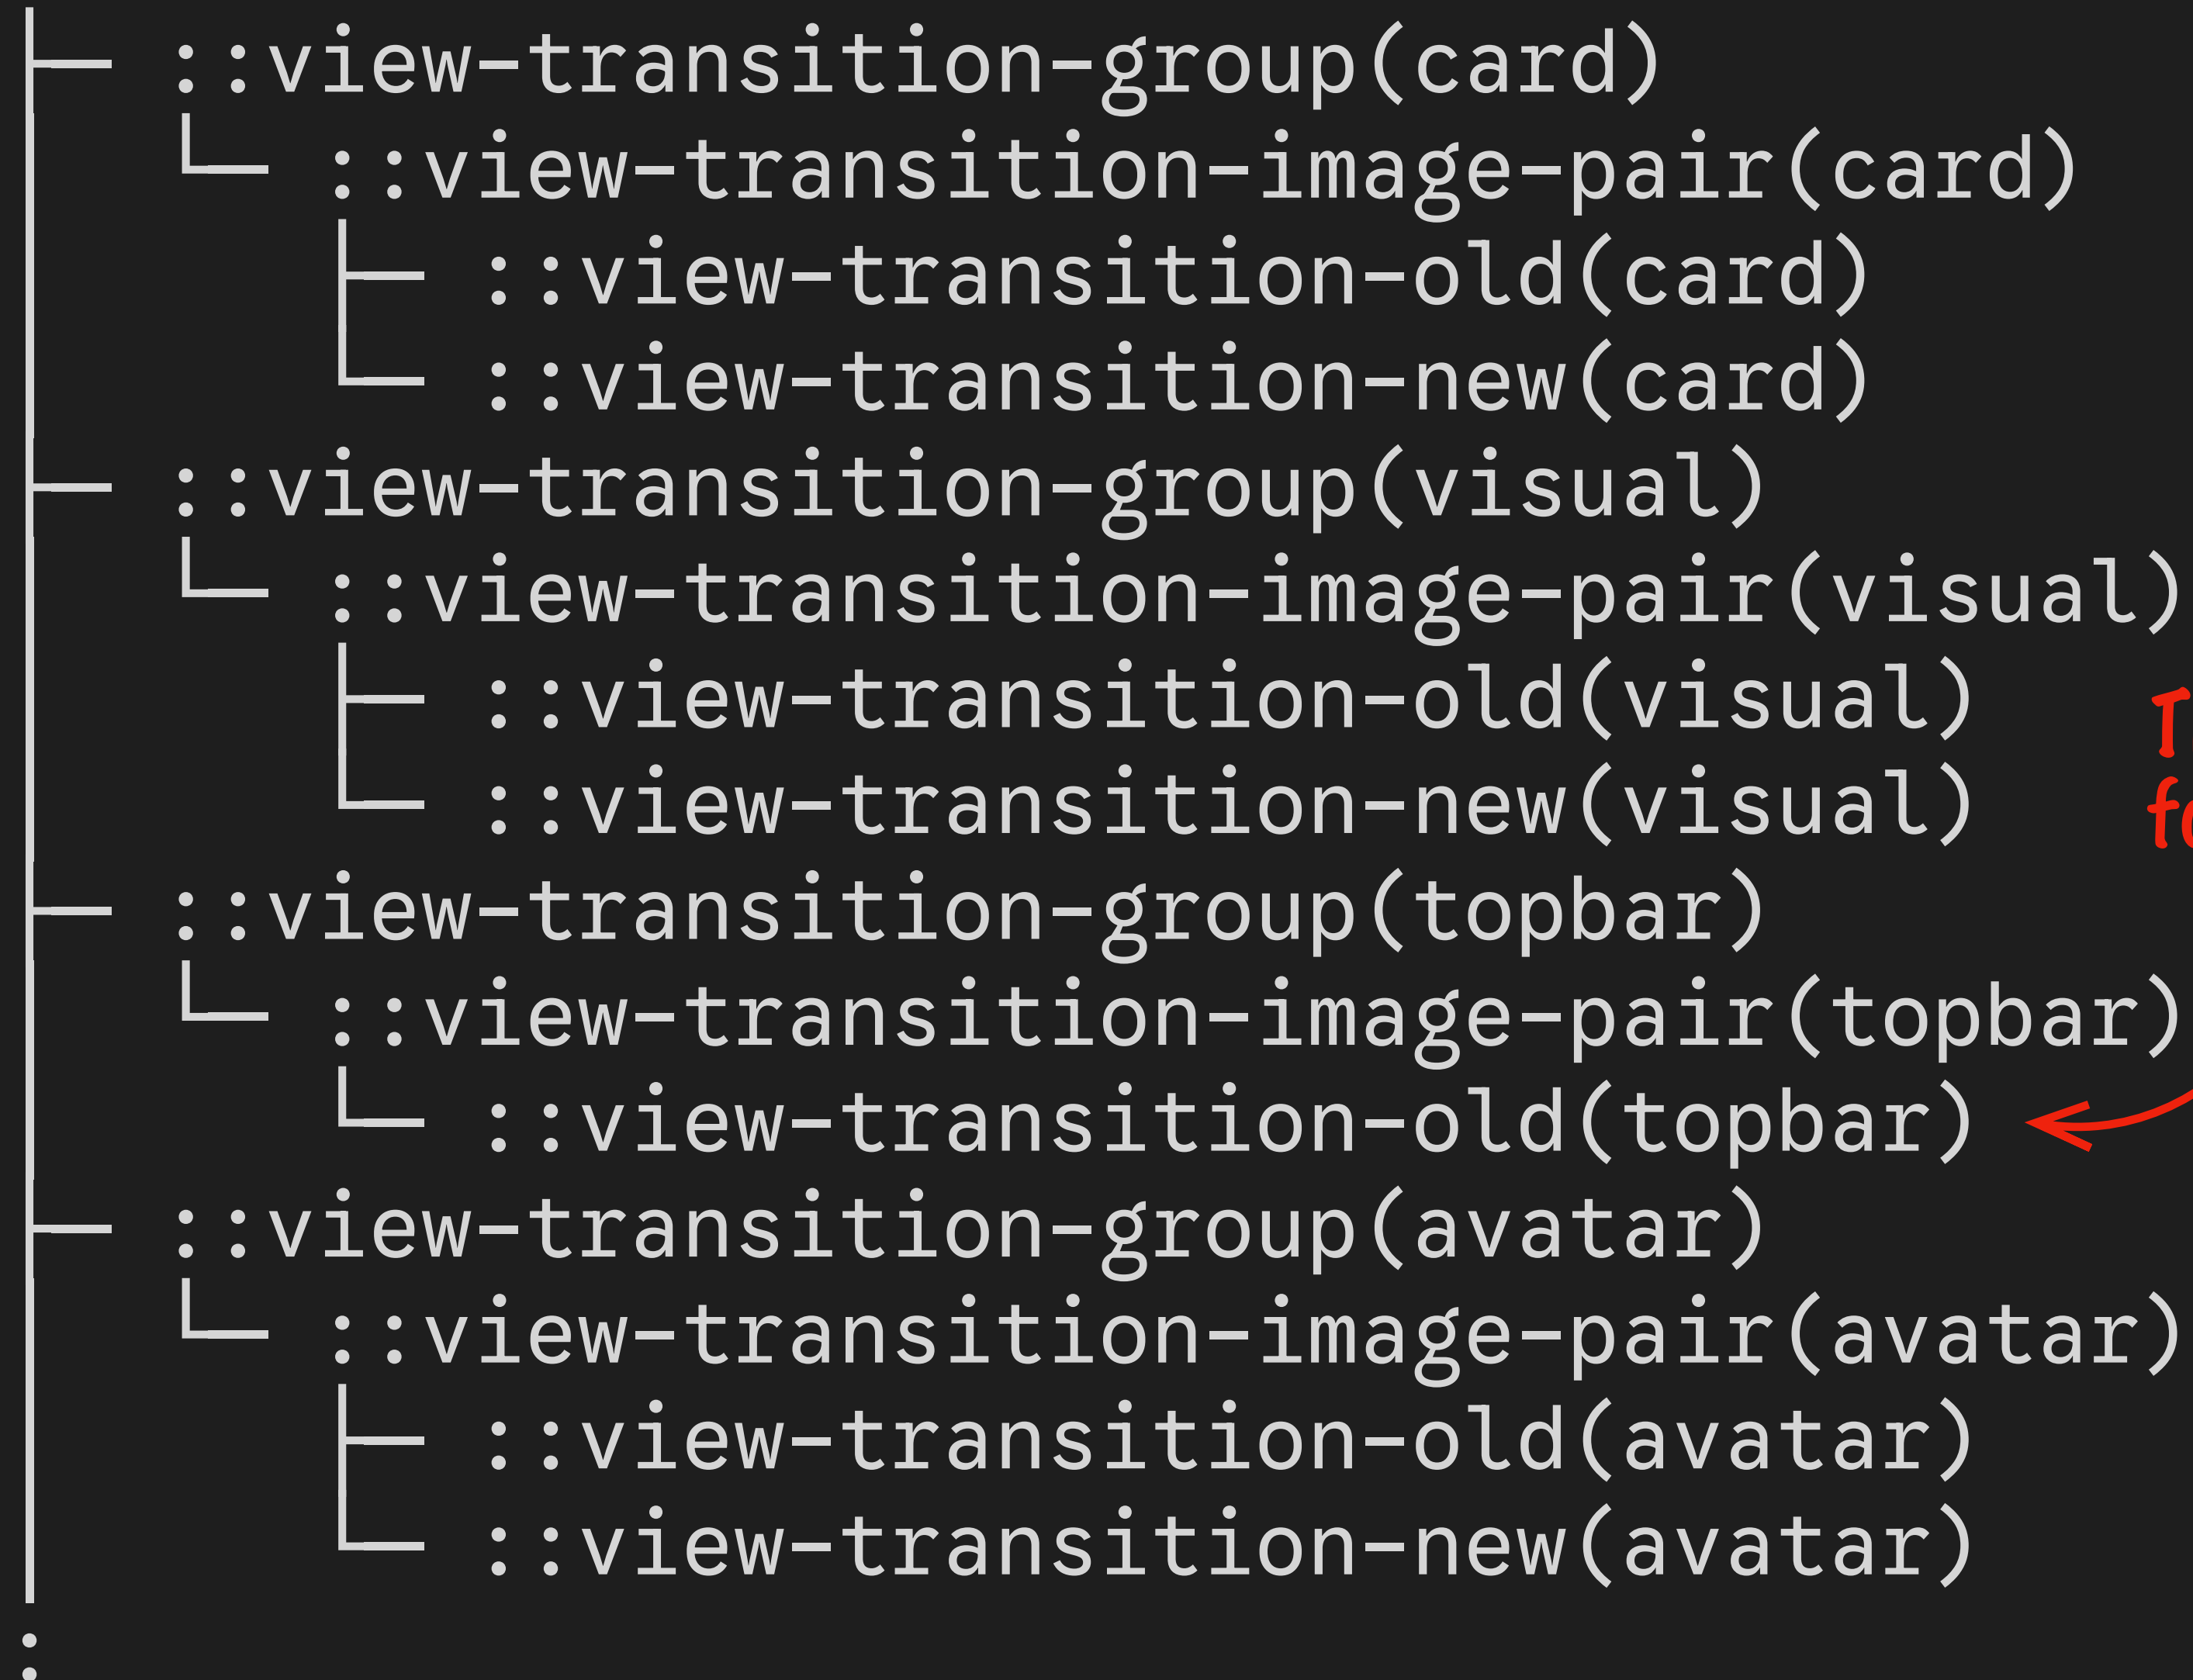 ├─ ::view-transition-group(card)
│  └─ ::view-transition-image-pair(card)
│     ├─ ::view-transition-old(card)
│     └─ ::view-transition-new(card)
├─ ::view-transition-group(visual)
│  └─ ::view-transition-image-pair(visual)
│     ├─ ::view-transition-old(visual)
│     └─ ::view-transition-new(visual)
├─ ::view-transition-group(topbar)
│  └─ ::view-transition-image-pair(topbar)
│     └─ ::view-transition-old(topbar)
├─ ::view-transition-group(avatar)
│  └─ ::view-transition-image-pair(avatar)
│     ├─ ::view-transition-old(avatar)
│     └─ ::view-transition-new(avatar)
: